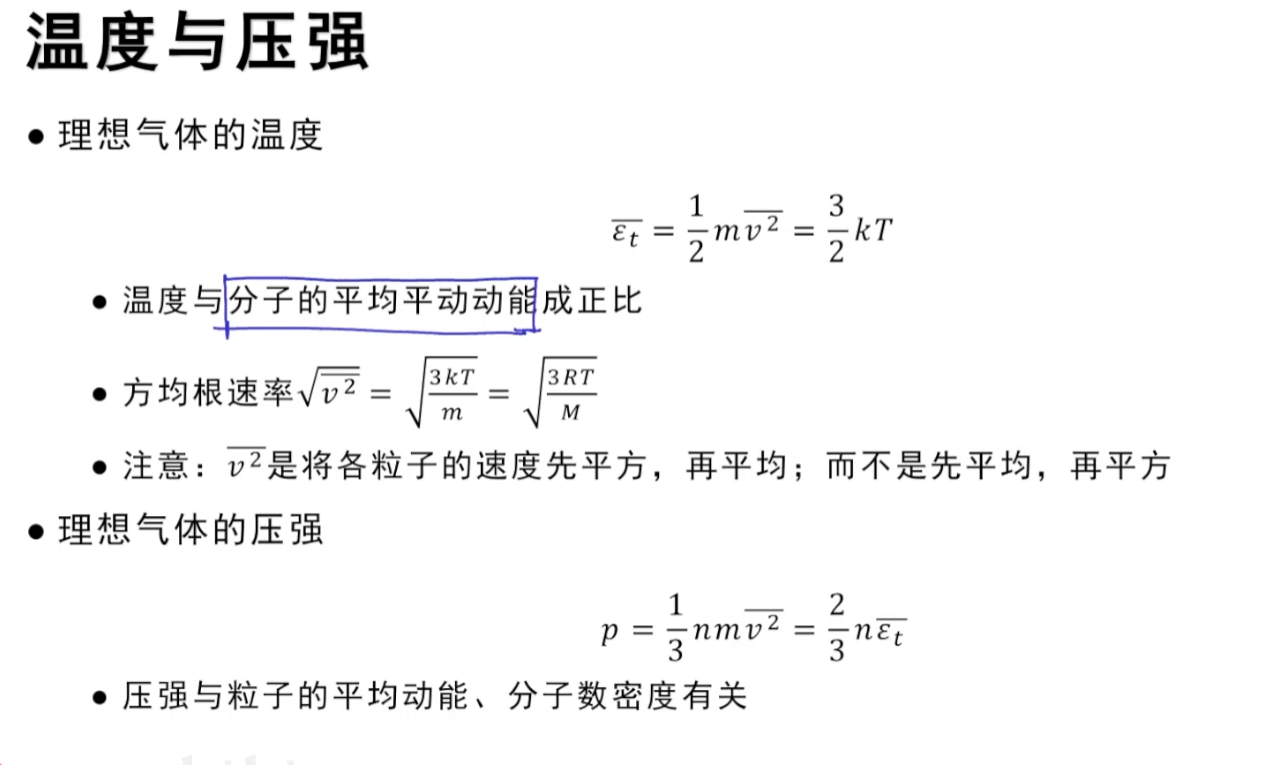 温度与压强
● 理想气体的温度
$\overline{\varepsilon_t} = \frac{1}{2} m \overline{v^2} = \frac{3}{2} kT$
● 温度与分子的平均平动动能成正比
● 方均根速率$\sqrt{\overline{v^2}} = \sqrt{\frac{3kT}{m}} = \sqrt{\frac{3RT}{M}}$
● 注意：$\overline{v^2}$是将各粒子的速度先平方，再平均；而不是先平均，再平方
● 理想气体的压强
$p = \frac{1}{3} nm \overline{v^2} = \frac{2}{3} n \overline{\varepsilon_t}$
● 压强与粒子的平均动能、分子数密度有关